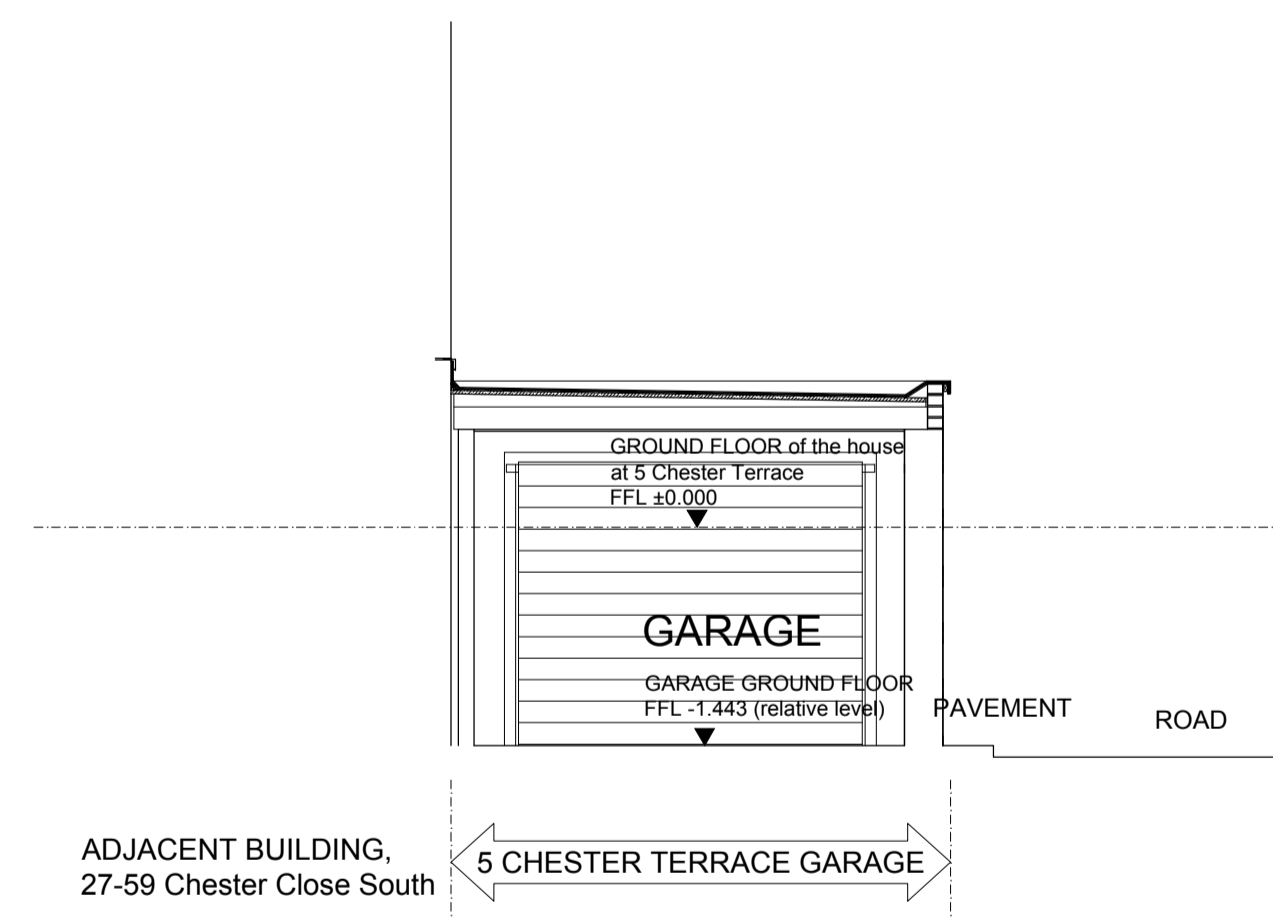 GROUND FLOOR of the house
at 5 Chester Terrace
FFL ±0.000
GARAGE
GARAGE GROUND FLOOR
FFL -1.443 (relative level)
PAVEMENT
ROAD
ADJACENT BUILDING,
27-59 Chester Close South
5 CHESTER TERRACE GARAGE